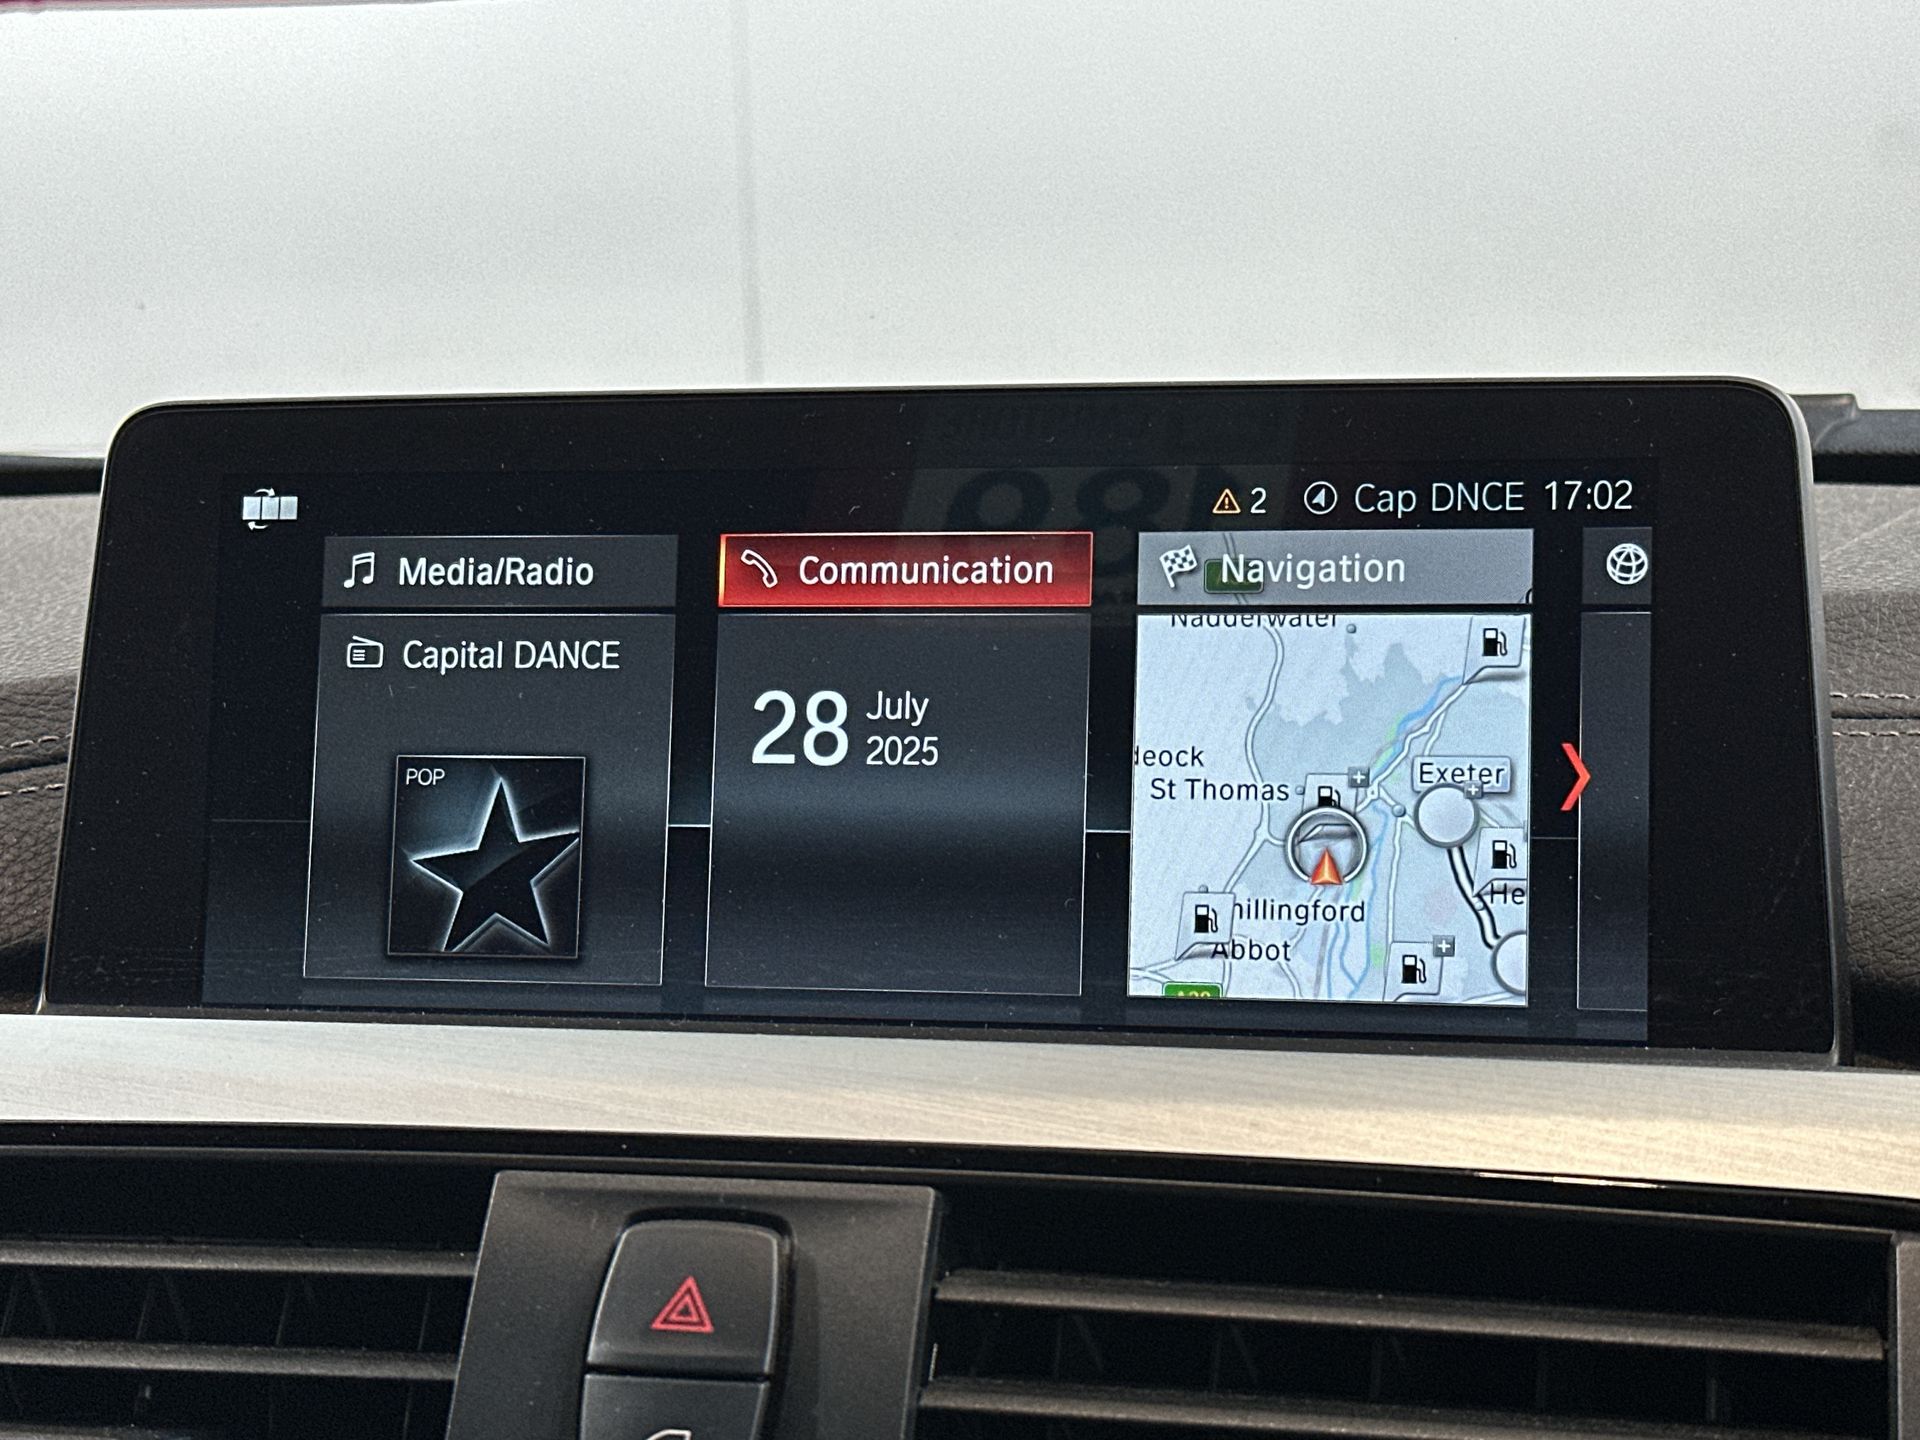 2 Cap DNCE 17:02
Media/Radio
Capital DANCE
POP
Communication
28 July
2025
Navigation
Nadderwater
St Thomas
Exeter
Abbot